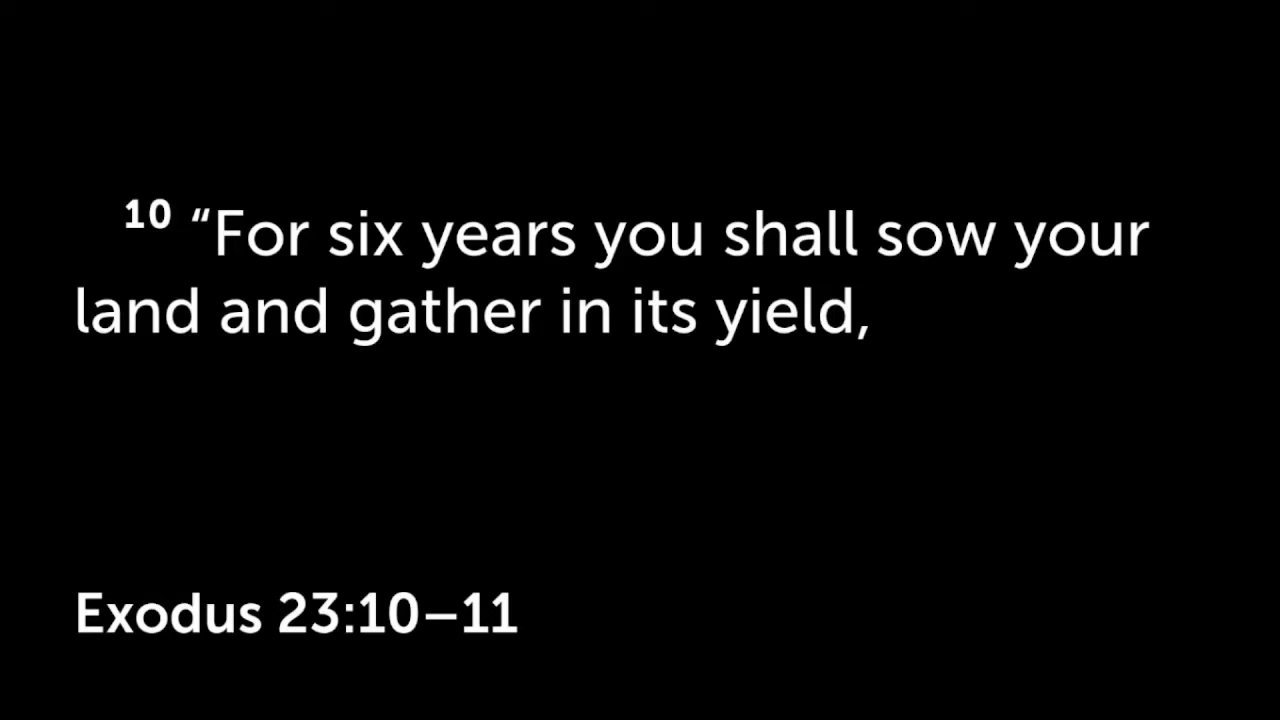 10 “For six years you shall sow your
land and gather in its yield,
Exodus 23:10–11